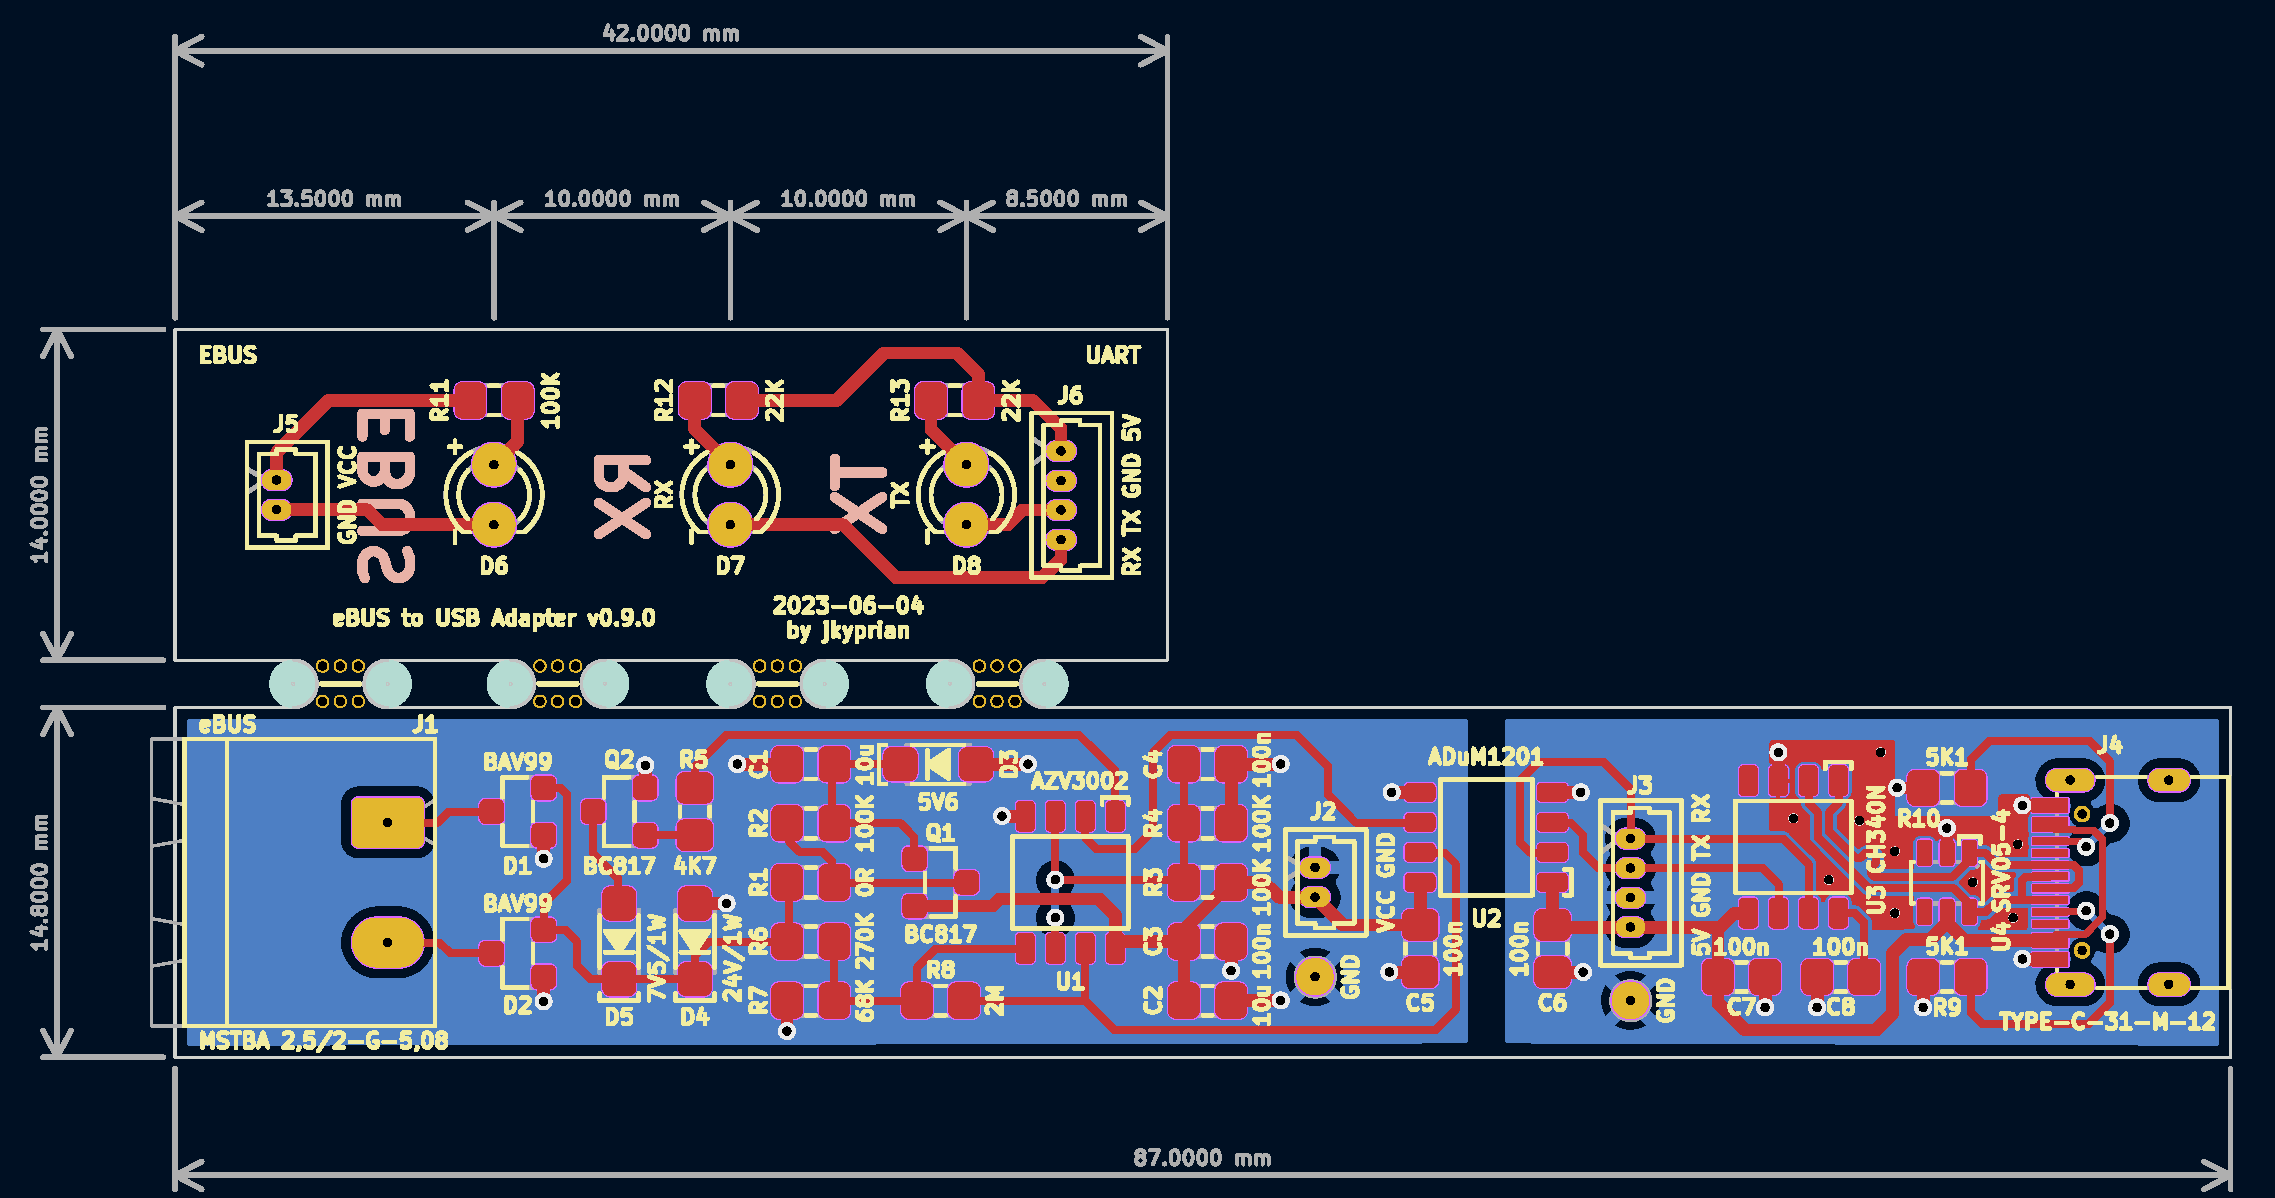 42.0000 mm
13.5000 mm
10.0000 mm
10.0000 mm
8.5000 mm
14.0000 mm
EBUS
UART
R11
100K
R12
22K
R13
22K
J6
J5
GND VCC
EBUS
RX
TX
+
+
+
RX
TX
-
-
-
D6
D7
D8
RX TX GND 5V
eBUS to USB Adapter v0.9.0
2023-06-04
by jkyprian
14.8000 mm
eBUS
J1
BAV99
D1
BAV99
D2
Q2
BC817
R5
4K7
D5
7V5/1W
D4
24V/1W
C1
10u
R2
100K
R1
0R
R6
270K
R7
68K
D3
5V6
Q1
BC817
R8
2M
AZV3002
U1
C4
100n
R4
100K
R3
100K
C3
100n
C2
10u
J2
VCC GND
GND
ADuM1201
U2
C5
100n
C6
100n
J3
5V GND TX RX
GND
U3 CH340N
100n
C7
100n
C8
5K1
R10
5K1
R9
U4 SRV05-4
J4
TYPE-C-31-M-12
MSTBA 2,5/2-G-5,08
87.0000 mm